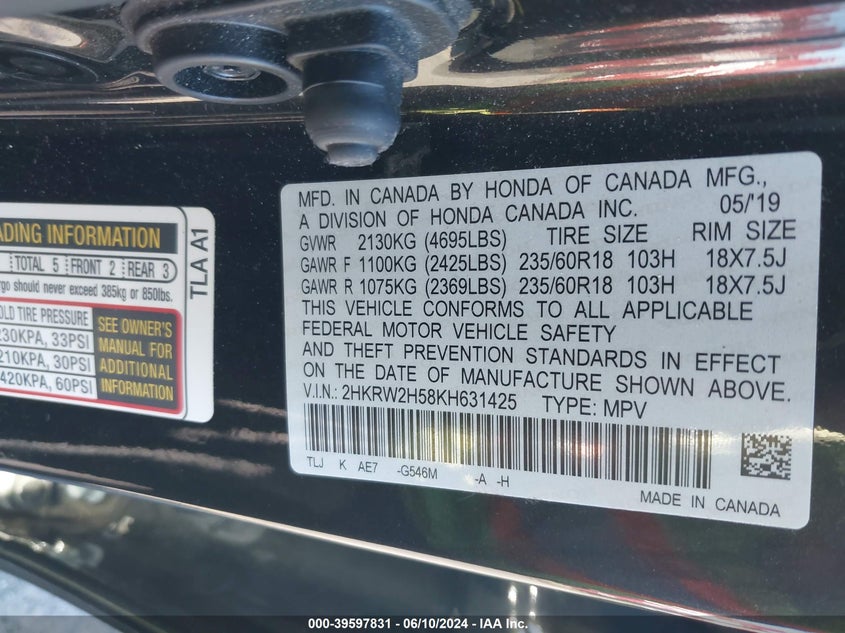 ADING INFORMATION
TOTAL 5 FRONT 2 REAR 3
rgo should never exceed 385kg or 850lbs.
OLD TIRE PRESSURE
230KPA, 33PSI
210KPA, 30PSI
420KPA, 60PSI
SEE OWNER'S
MANUAL FOR
ADDITIONAL
INFORMATION
TLA A1
MFD. IN CANADA BY HONDA OF CANADA MFG.,
A DIVISION OF HONDA CANADA INC. 05/'19
GVWR 2130KG (4695LBS) TIRE SIZE RIM SIZE
GAWR F 1100KG (2425LBS) 235/60R18 103H 18X7.5J
GAWR R 1075KG (2369LBS) 235/60R18 103H 18X7.5J
THIS VEHICLE CONFORMS TO ALL APPLICABLE
FEDERAL MOTOR VEHICLE SAFETY
AND THEFT PREVENTION STANDARDS IN EFFECT
ON THE DATE OF MANUFACTURE SHOWN ABOVE.
V.I.N.: 2HKRW2H58KH631425 TYPE: MPV
TLJ K AE7 -G546M -A -H
MADE IN CANADA
000-39597831 - 06/10/2024 - IAA Inc.